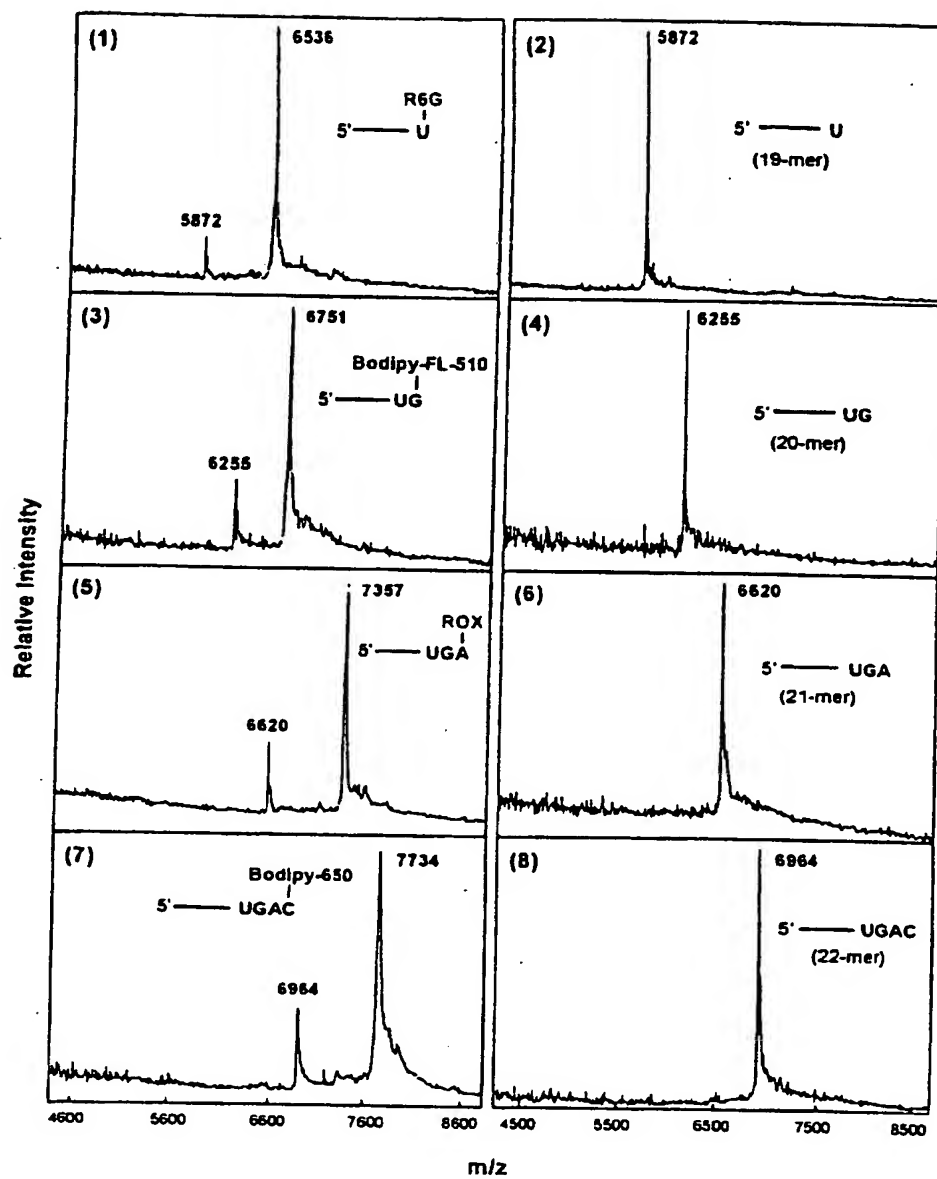 (1)
6536
R6G
5' U
5872
(2)
5872
5' U
(19-mer)
(3)
6751
Bodipy-FL-510
5' UG
6255
(4)
6255
5' UG
(20-mer)
(5)
7357
ROX
5' UGA
6620
(6)
6620
5' UGA
(21-mer)
(7)
7734
Bodipy-650
5' UGAC
6964
(8)
6964
5' UGAC
(22-mer)
Relative Intensity
4600 5600 6600 7600 8600
4500 5500 6500 7500 8500
m/z